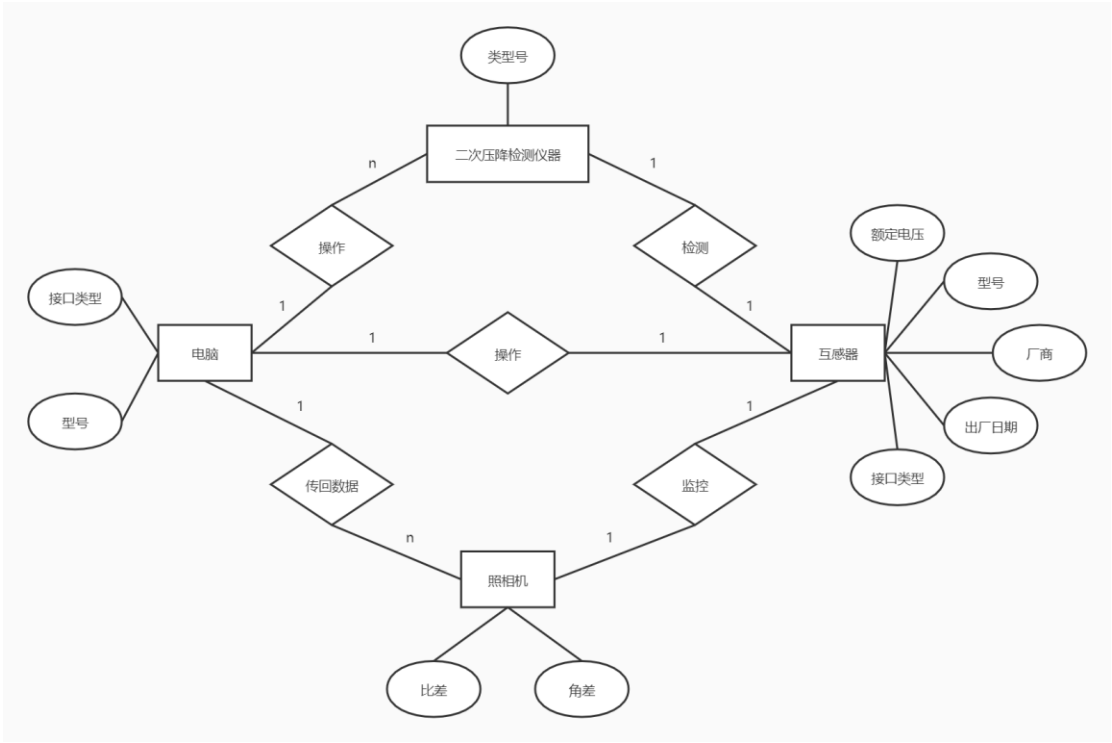 类型号
二次压降检测仪器
n
1
操作
检测
额定电压
型号
接口类型
1
1
电脑
1
操作
1
互感器
厂商
型号
1
1
出厂日期
传回数据
监控
接口类型
n
1
照相机
比差
角差